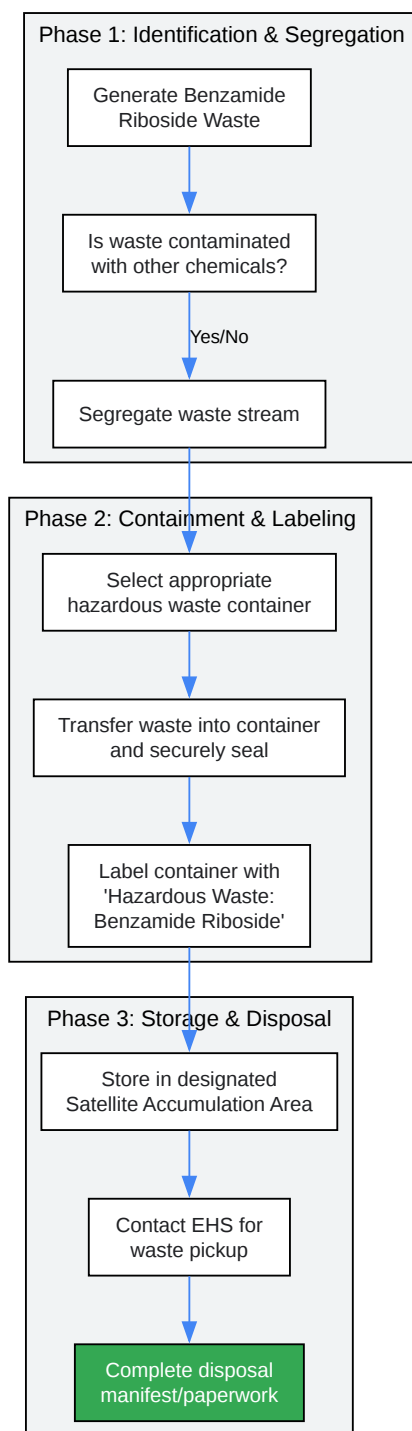 Phase 1: Identification & Segregation
Generate Benzamide
Riboside Waste
Is waste contaminated
with other chemicals?
Yes/No
Segregate waste stream
Phase 2: Containment & Labeling
Select appropriate
hazardous waste container
Transfer waste into container
and securely seal
Label container with
'Hazardous Waste:
Benzamide Riboside'
Phase 3: Storage & Disposal
Store in designated
Satellite Accumulation Area
Contact EHS for
waste pickup
Complete disposal
manifest/paperwork